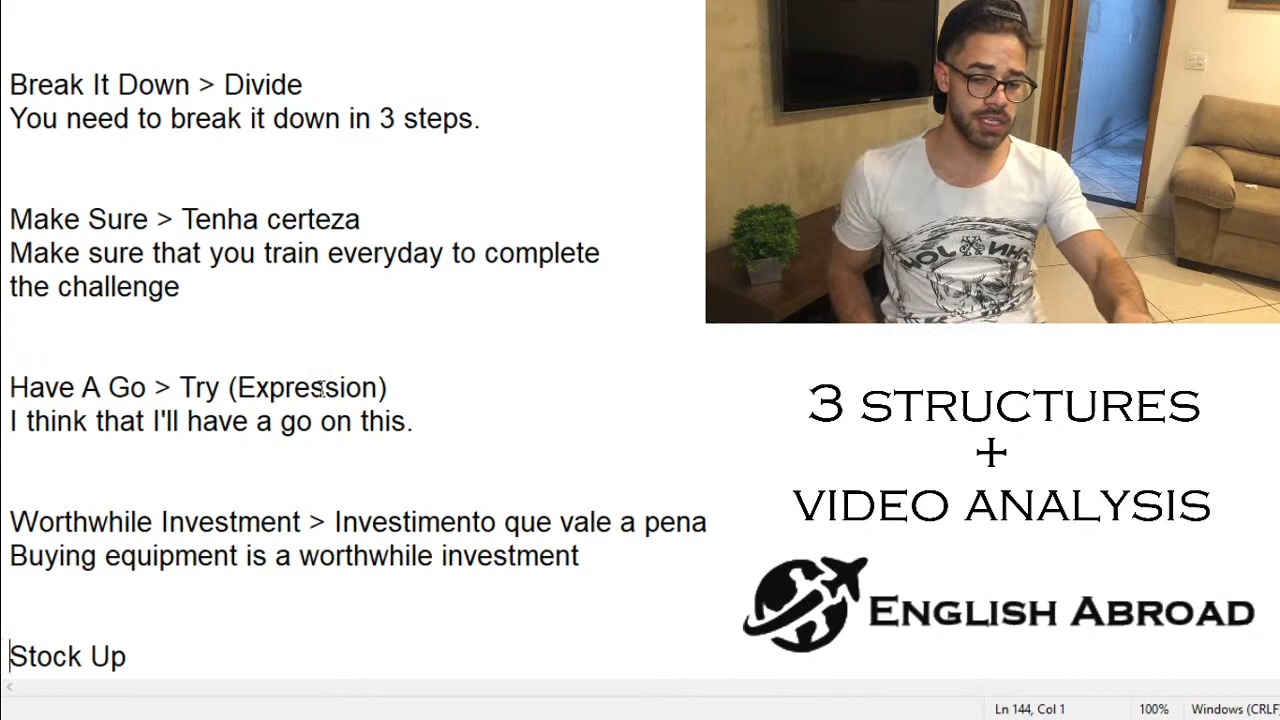 Break It Down > Divide
You need to break it down in 3 steps.
Make Sure > Tenha certeza
Make sure that you train everyday to complete
the challenge
Have A Go > Try (Expression)
I think that I'll have a go on this.
Worthwhile Investment > Investimento que vale a pena
Buying equipment is a worthwhile investment
Stock Up
3 STRUCTURES
+
VIDEO ANALYSIS
ENGLISH ABROAD
Ln 144, Col 1
100%
Windows (CRLF